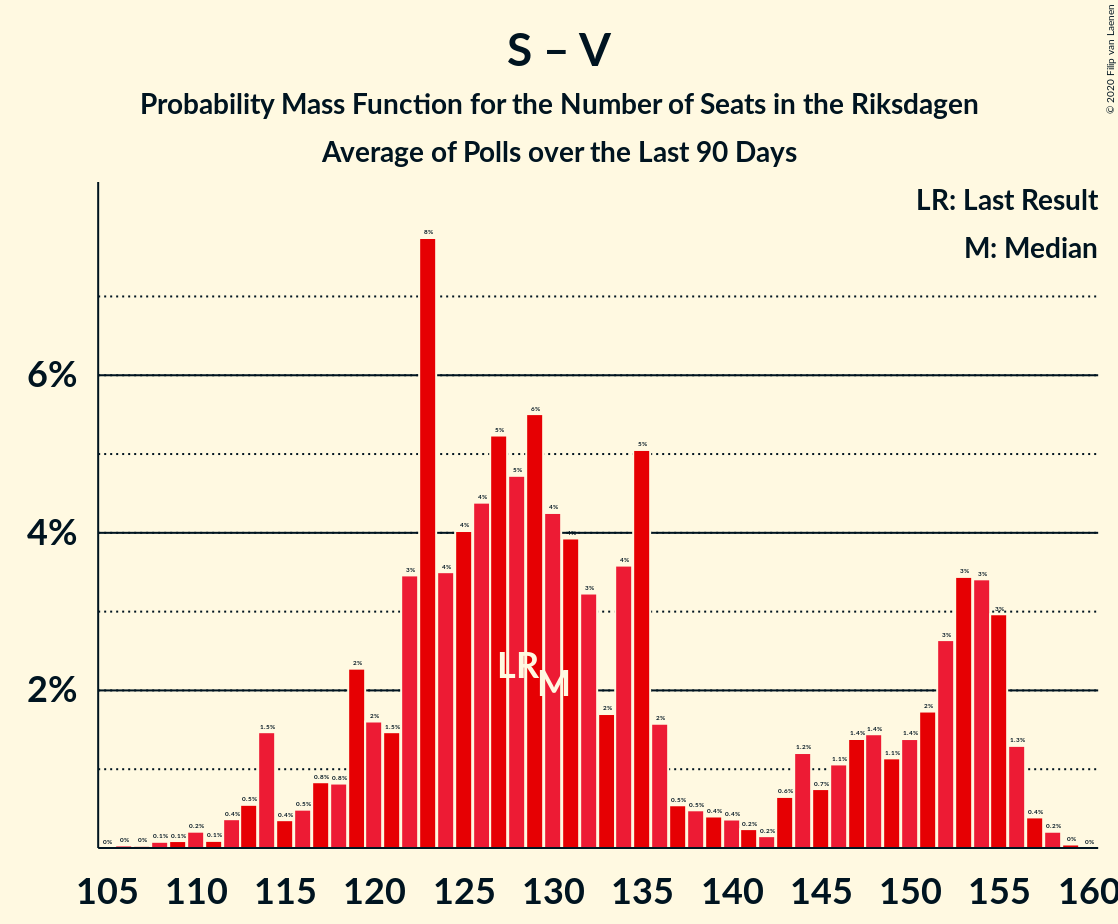 S – V
Probability Mass Function for the Number of Seats in the Riksdagen
Average of Polls over the Last 90 Days
© 2020 Filip van Laenen
LR: Last Result
M: Median
6%
4%
2%
0% 0% 0% 0.1% 0.1% 0.2% 0.1% 0.4% 0.5% 1.5% 0.4% 0.5% 0.8% 0.8% 2% 2% 1.5% 3% 8% 4% 4% 4% 5% 5% 6% 4% 4% 3% 2% 4% 5% 2% 0.5% 0.5% 0.4% 0.4% 0.2% 0.2% 0.6% 1.2% 0.7% 1.1% 1.4% 1.4% 1.1% 1.4% 2% 3% 3% 3% 3% 1.3% 0.4% 0.2% 0% 0%
LR
M
105 110 115 120 125 130 135 140 145 150 155 160